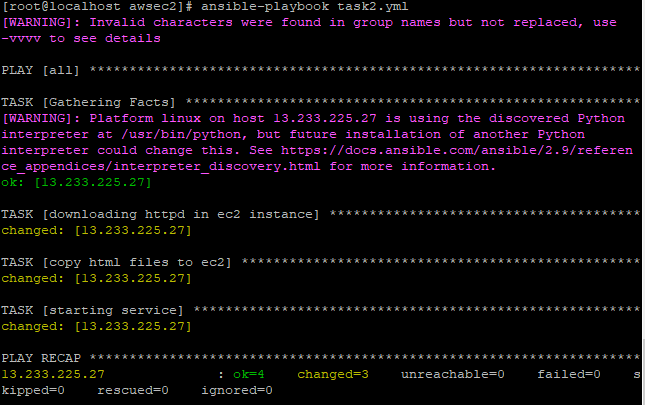 [root@localhost awsec2]# ansible-playbook task2.yml
[WARNING]: Invalid characters were found in group names but not replaced, use
-vvvv to see details
PLAY [all] *********************************************************************
TASK [Gathering Facts] *********************************************************
[WARNING]: Platform linux on host 13.233.225.27 is using the discovered Python
interpreter at /usr/bin/python, but future installation of another Python
interpreter could change this. See https://docs.ansible.com/ansible/2.9/referen
ce_appendices/interpreter_discovery.html for more information.
ok: [13.233.225.27]
TASK [downloading httpd in ec2 instance] ***************************************
changed: [13.233.225.27]
TASK [copy html files to ec2] **************************************************
changed: [13.233.225.27]
TASK [starting service] ********************************************************
changed: [13.233.225.27]
PLAY RECAP *********************************************************************
13.233.225.27              : ok=4    changed=3    unreachable=0    failed=0    s
kipped=0    rescued=0    ignored=0